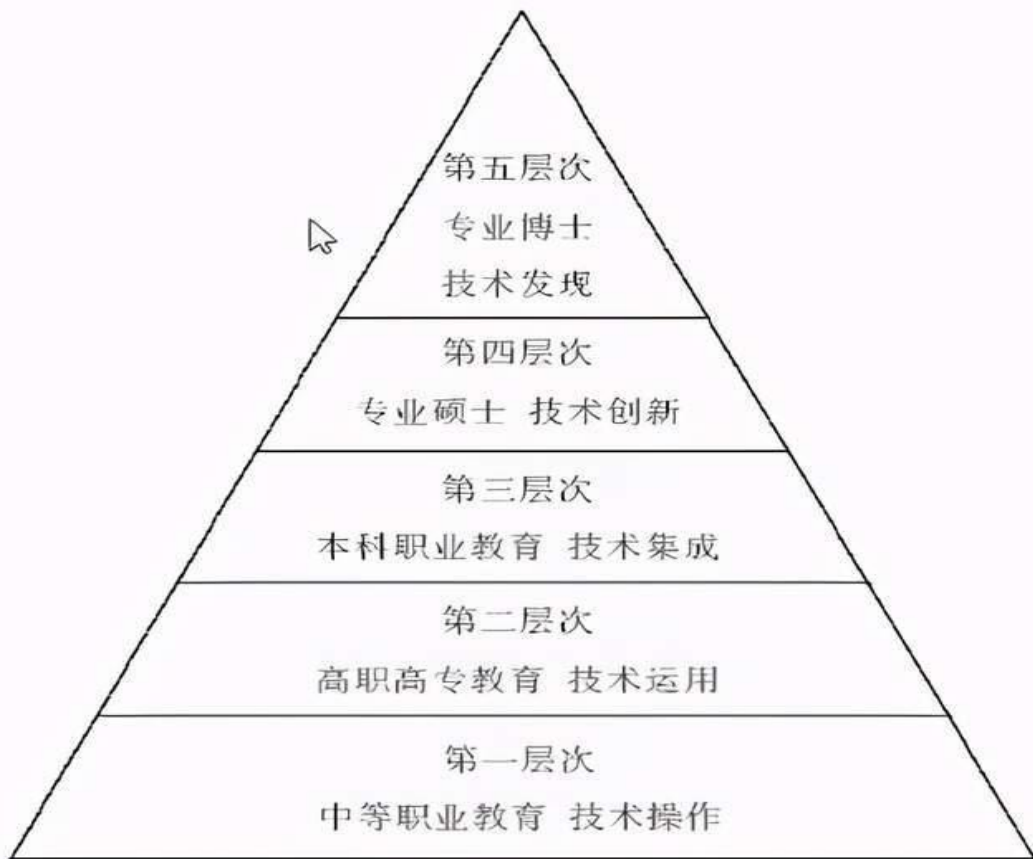 第五层次
专业博士
技术发现
第四层次
专业硕士 技术创新
第三层次
本科职业教育 技术集成
第二层次
高职高专教育 技术运用
第一层次
中等职业教育 技术操作